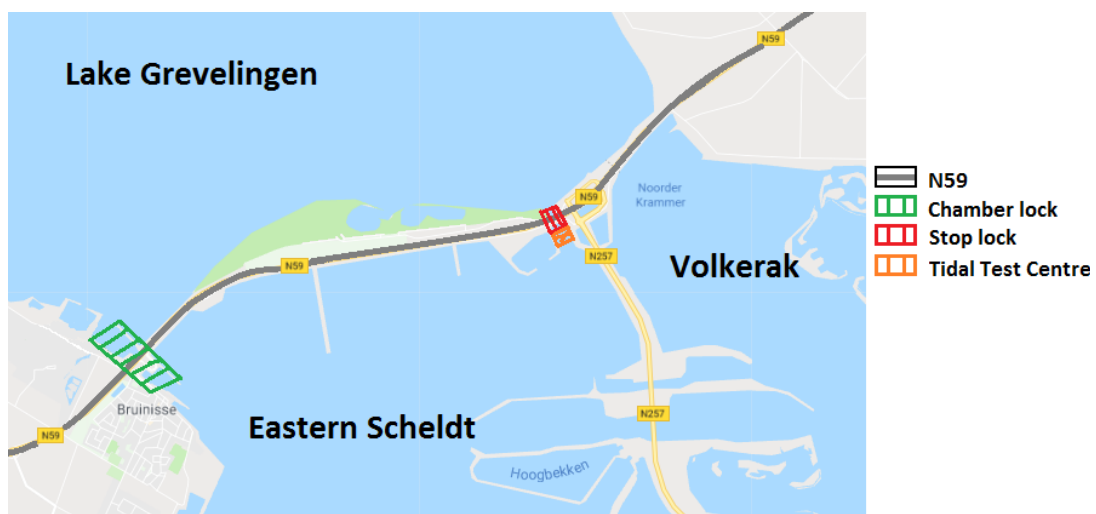 Lake Grevelingen
N59
Noorder
Krammer
N59
N257
Volkerak
N59
Bruinisse
N59
Eastern Scheldt
N257
Hoogbekken
N59
Chamber lock
Stop lock
Tidal Test Centre